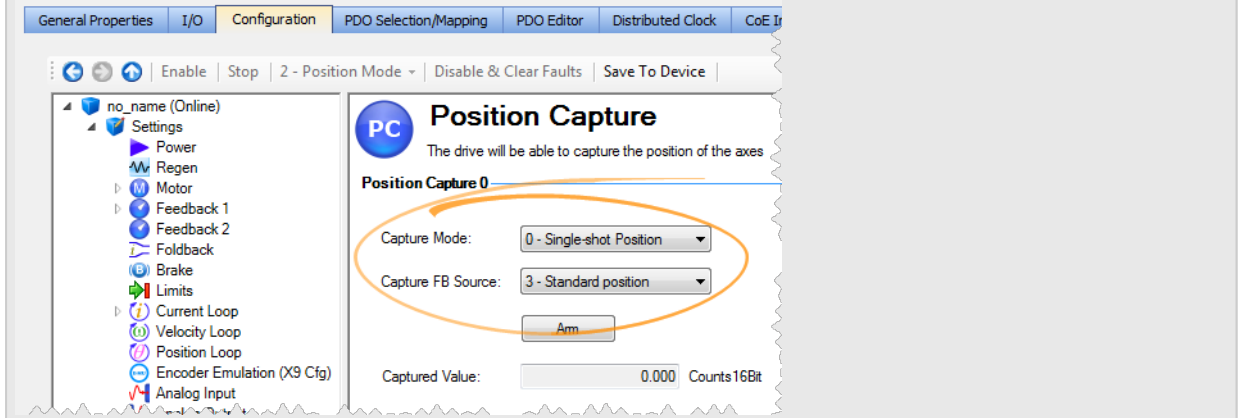 General Properties I/O Configuration PDO Selection/Mapping PDO Editor Distributed Clock CoE
Enable Stop 2 - Position Mode Disable & Clear Faults Save To Device
no_name (Online)
Settings
Power
Regen
Motor
Feedback 1
Feedback 2
Foldback
Brake
Limits
Current Loop
Velocity Loop
Position Loop
Encoder Emulation (X9 Cfg)
Analog Input
PC
Position Capture
The drive will be able to capture the position of the axes
Position Capture 0
Capture Mode: 0 - Single-shot Position
Capture FB Source: 3 - Standard position
Arm
Captured Value: 0.000 Counts16Bit